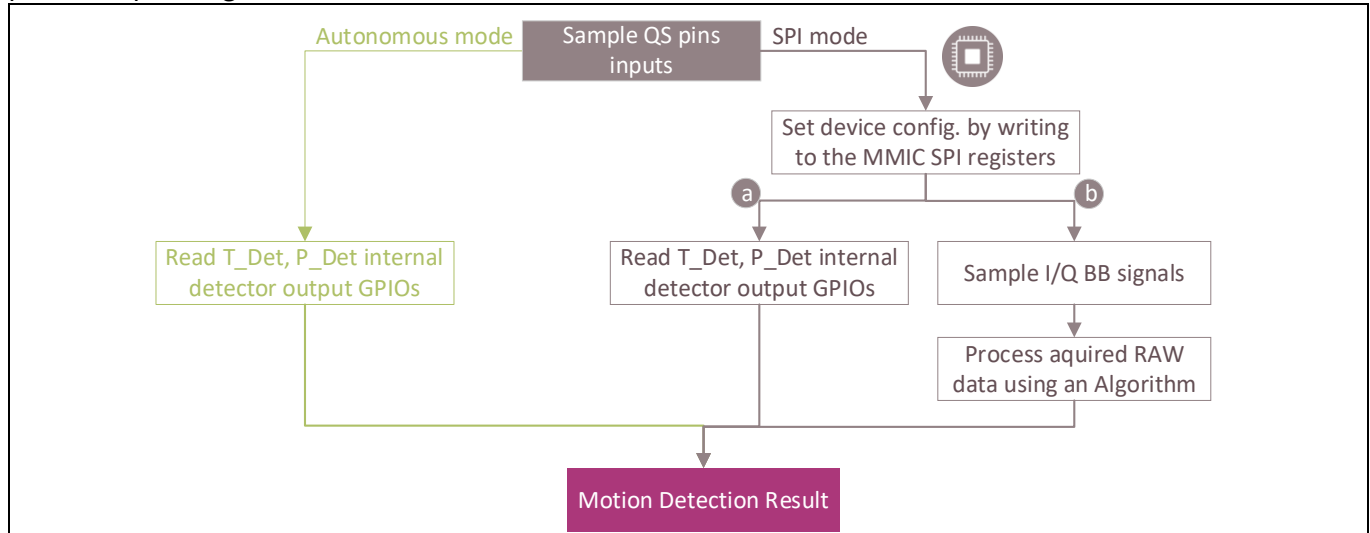 Autonomous mode
Sample QS pins
inputs
SPI mode
Set device config. by writing
to the MMIC SPI registers
a
b
Read T_Det, P_Det internal
detector output GPIOs
Read T_Det, P_Det internal
detector output GPIOs
Sample I/Q BB signals
Process aquired RAW
data using an Algorithm
Motion Detection Result